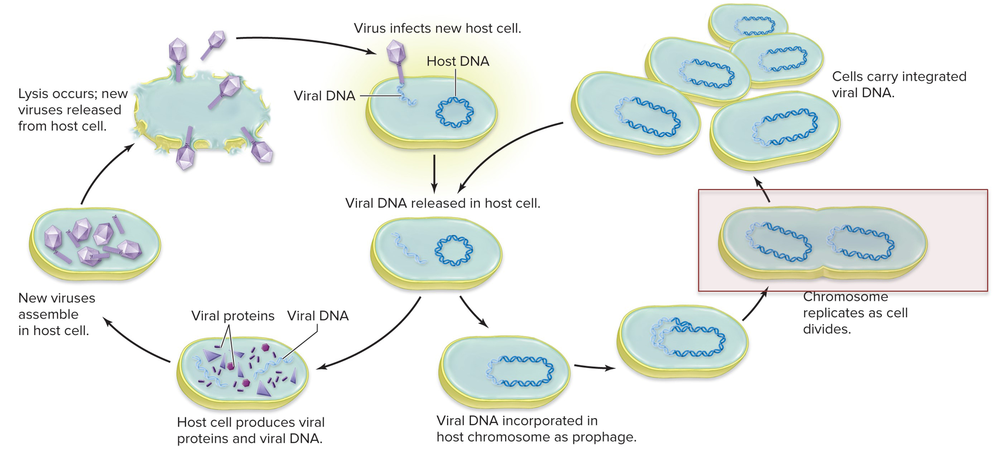 Virus infects new host cell.
Host DNA
Viral DNA
Lysis occurs; new
viruses released
from host cell.
Cells carry integrated
viral DNA.
Viral DNA released in host cell.
New viruses
assemble
in host cell.
Viral proteins
Viral DNA
Chromosome
replicates as cell
divides.
Host cell produces viral
proteins and viral DNA.
Viral DNA incorporated in
host chromosome as prophage.